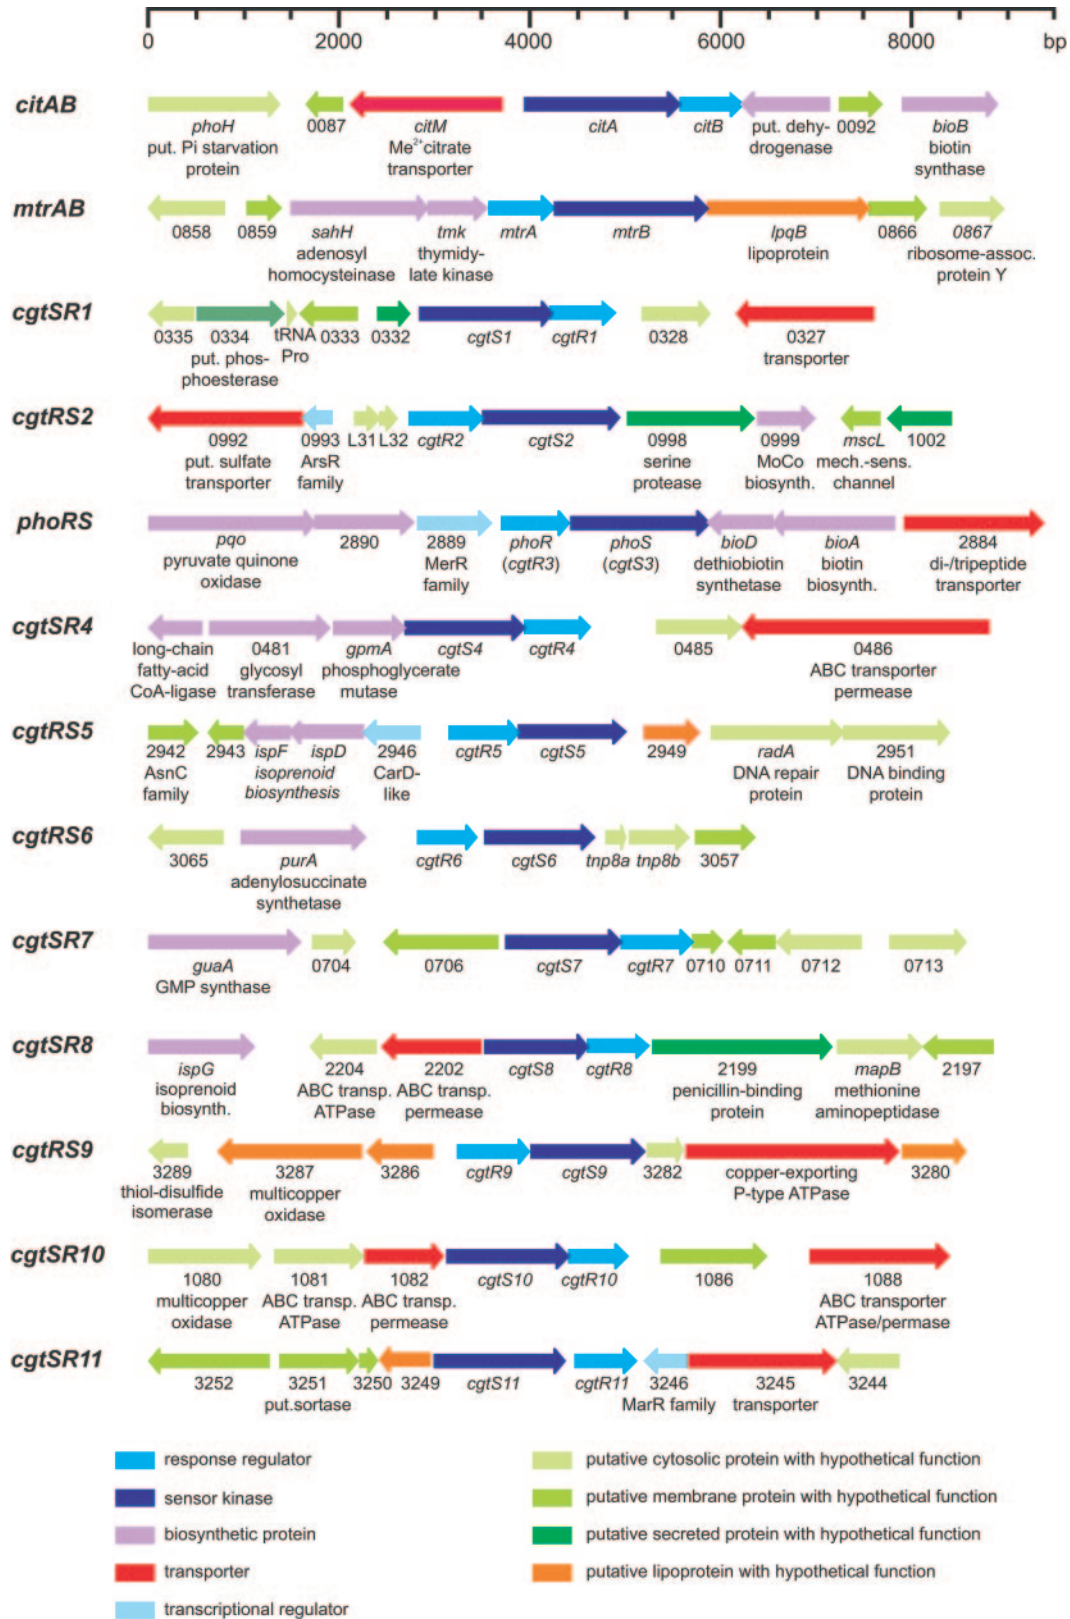 0 2000 4000 6000 8000 bp
citAB
phoH 0087 citM citA citB put. dehy- 0092 bioB
put. Pi starvation Me2+citrate drogenase biotin
protein transporter synthase
mtrAB
0858 0859 sahH tmk mtrA mtrB lpqB 0866 0867
adenosyl thymidy- lipoprotein ribosome-assoc.
homocysteinase late kinase protein Y
cgtSR1
0335 0334 tRNA 0333 0332 cgtS1 cgtR1 0328 0327
put. phos- Pro transporter
phoesterase
cgtRS2
0992 0993 L31 L32 cgtR2 cgtS2 0998 0999 mscL 1002
put. sulfate ArsR serine MoCo mech.-sens.
transporter family protease biosynth. channel
phoRS
pqo 2890 2889 phoR phoS bioD bioA 2884
pyruvate quinone MerR (cgtR3) (cgtS3) dethiobiotin biotin di-/tripeptide
oxidase family synthetase biosynth. transporter
cgtSR4
long-chain 0481 gpmA cgtS4 cgtR4 0485 0486
fatty-acid glycosyl phosphoglycerate ABC transporter
CoA-ligase transferase mutase permease
cgtRS5
2942 2943 ispF ispD 2946 cgtR5 cgtS5 2949 radA 2951
AsnC isoprenoid CarD- DNA repair DNA binding
family biosynthesis like protein protein
cgtRS6
3065 purA cgtR6 cgtS6 tnp8a tnp8b 3057
adenylosuccinate
synthetase
cgtSR7
guaA 0704 0706 cgtS7 cgtR7 0710 0711 0712 0713
GMP synthase
cgtSR8
ispG 2204 2202 cgtS8 cgtR8 2199 mapB 2197
isoprenoid ABC transp. ABC transp. penicillin-binding methionine
biosynth. ATPase permease protein aminopeptidase
cgtRS9
3289 3287 3286 cgtR9 cgtS9 3282 copper-exporting 3280
thiol-disulfide multicopper P-type ATPase
isomerase oxidase
cgtSR10
1080 1081 1082 cgtS10 cgtR10 1086 1088
multicopper ABC transp. ABC transp. ABC transporter
oxidase ATPase permease ATPase/permase
cgtSR11
3252 3251 3250 3249 cgtS11 cgtR11 3246 3245 3244
put.sortase MarR family transporter
response regulator
sensor kinase
biosynthetic protein
transporter
transcriptional regulator
putative cytosolic protein with hypothetical function
putative membrane protein with hypothetical function
putative secreted protein with hypothetical function
putative lipoprotein with hypothetical function